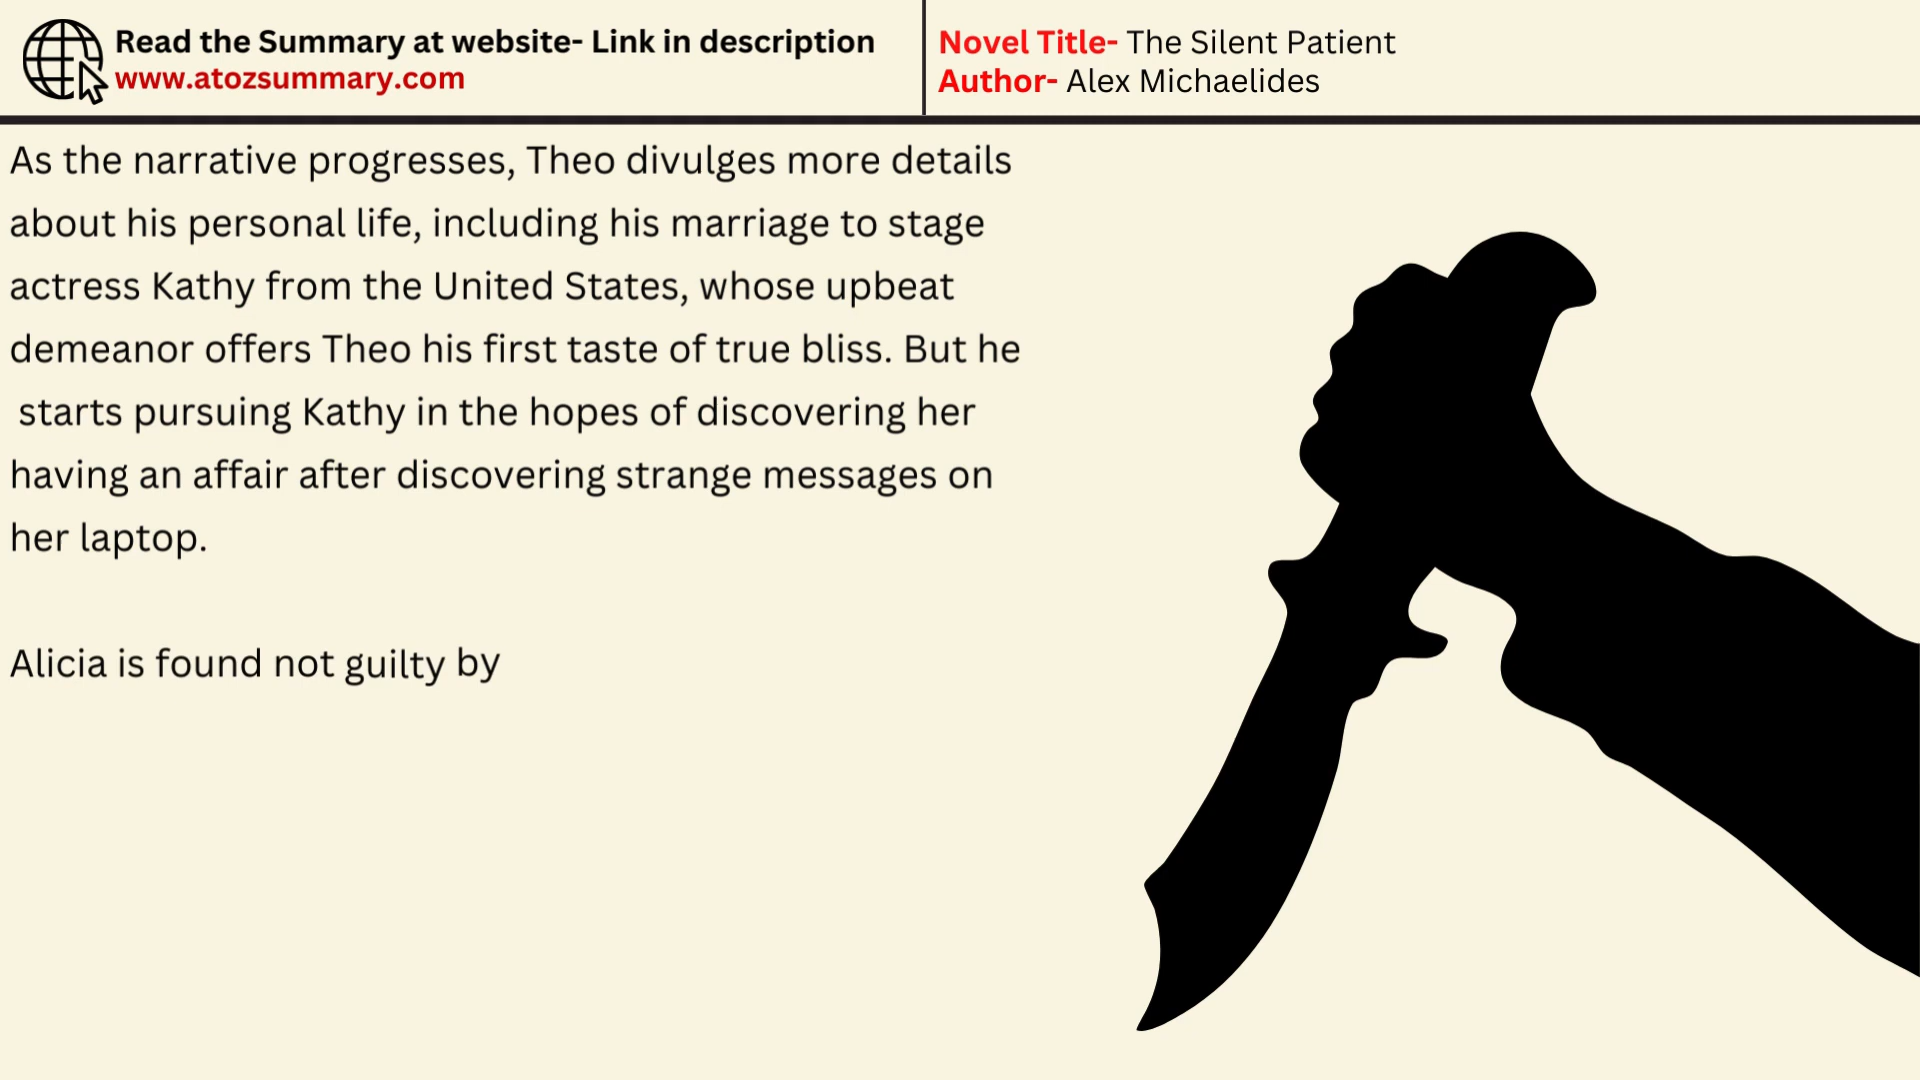 Read the Summary at website- Link in description
www.atozsummary.com
Novel Title- The Silent Patient
Author- Alex Michaelides
As the narrative progresses, Theo divulges more details
about his personal life, including his marriage to stage
actress Kathy from the United States, whose upbeat
demeanor offers Theo his first taste of true bliss. But he
starts pursuing Kathy in the hopes of discovering her
having an affair after discovering strange messages on
her laptop.
Alicia is found not guilty by